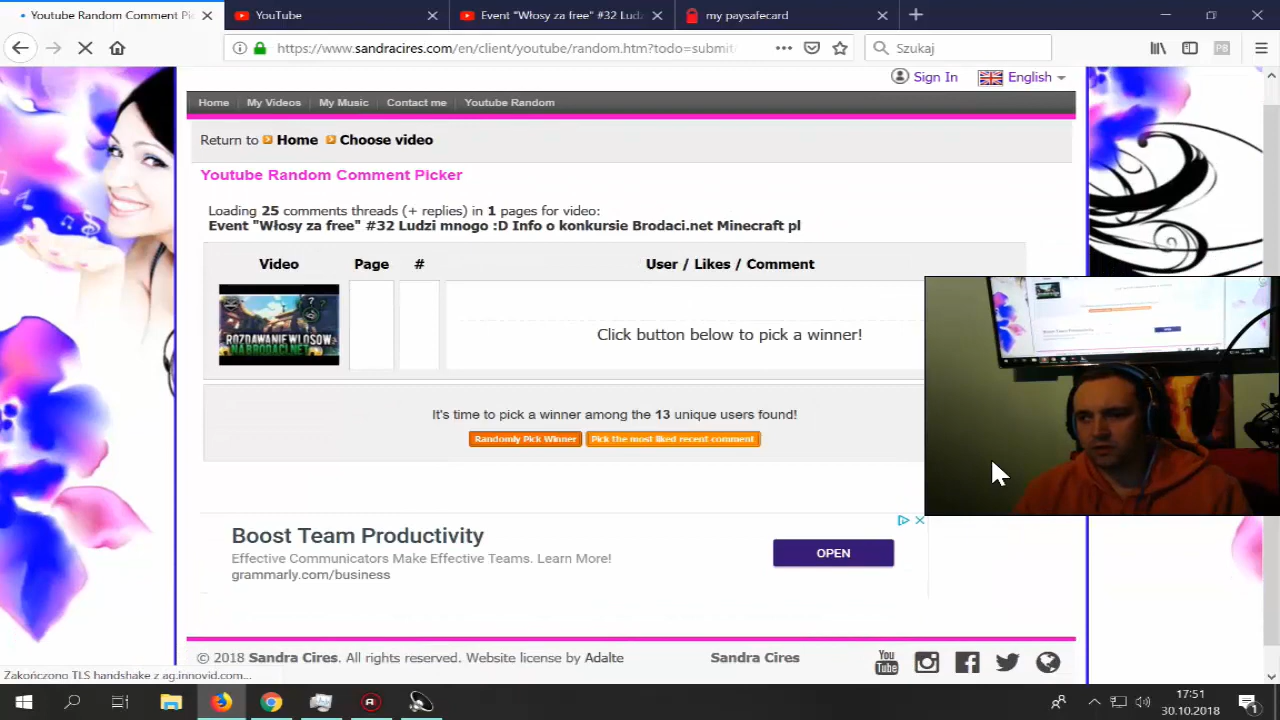 Youtube Random Comment Pic
YouTube
Event "Włosy za free" #32 Ludz
my paysafecard
https://www.sandracires.com/en/client/youtube/random.htm?todo=submit
Szukaj
Sign In English
Home My Videos My Music Contact me Youtube Random
Return to Home Choose video
Youtube Random Comment Picker
Loading 25 comments threads (+ replies) in 1 pages for video:
Event "Włosy za free" #32 Ludzi mnogo :D Info o konkursie Brodaci.net Minecraft pl
Video Page # User / Likes / Comment
ROZDAWANIE WŁOSÓW
NA BRODACI.NET
Click button below to pick a winner!
It's time to pick a winner among the 13 unique users found!
Randomly Pick Winner Pick the most liked recent comment
Boost Team Productivity
Effective Communicators Make Effective Teams. Learn More!
grammarly.com/business
OPEN
© 2018 Sandra Cires. All rights reserved. Website license by Adalte
Sandra Cires
You
Tube
Zakończono TLS handshake z ag.innovid.com...
17:51
30.10.2018
1